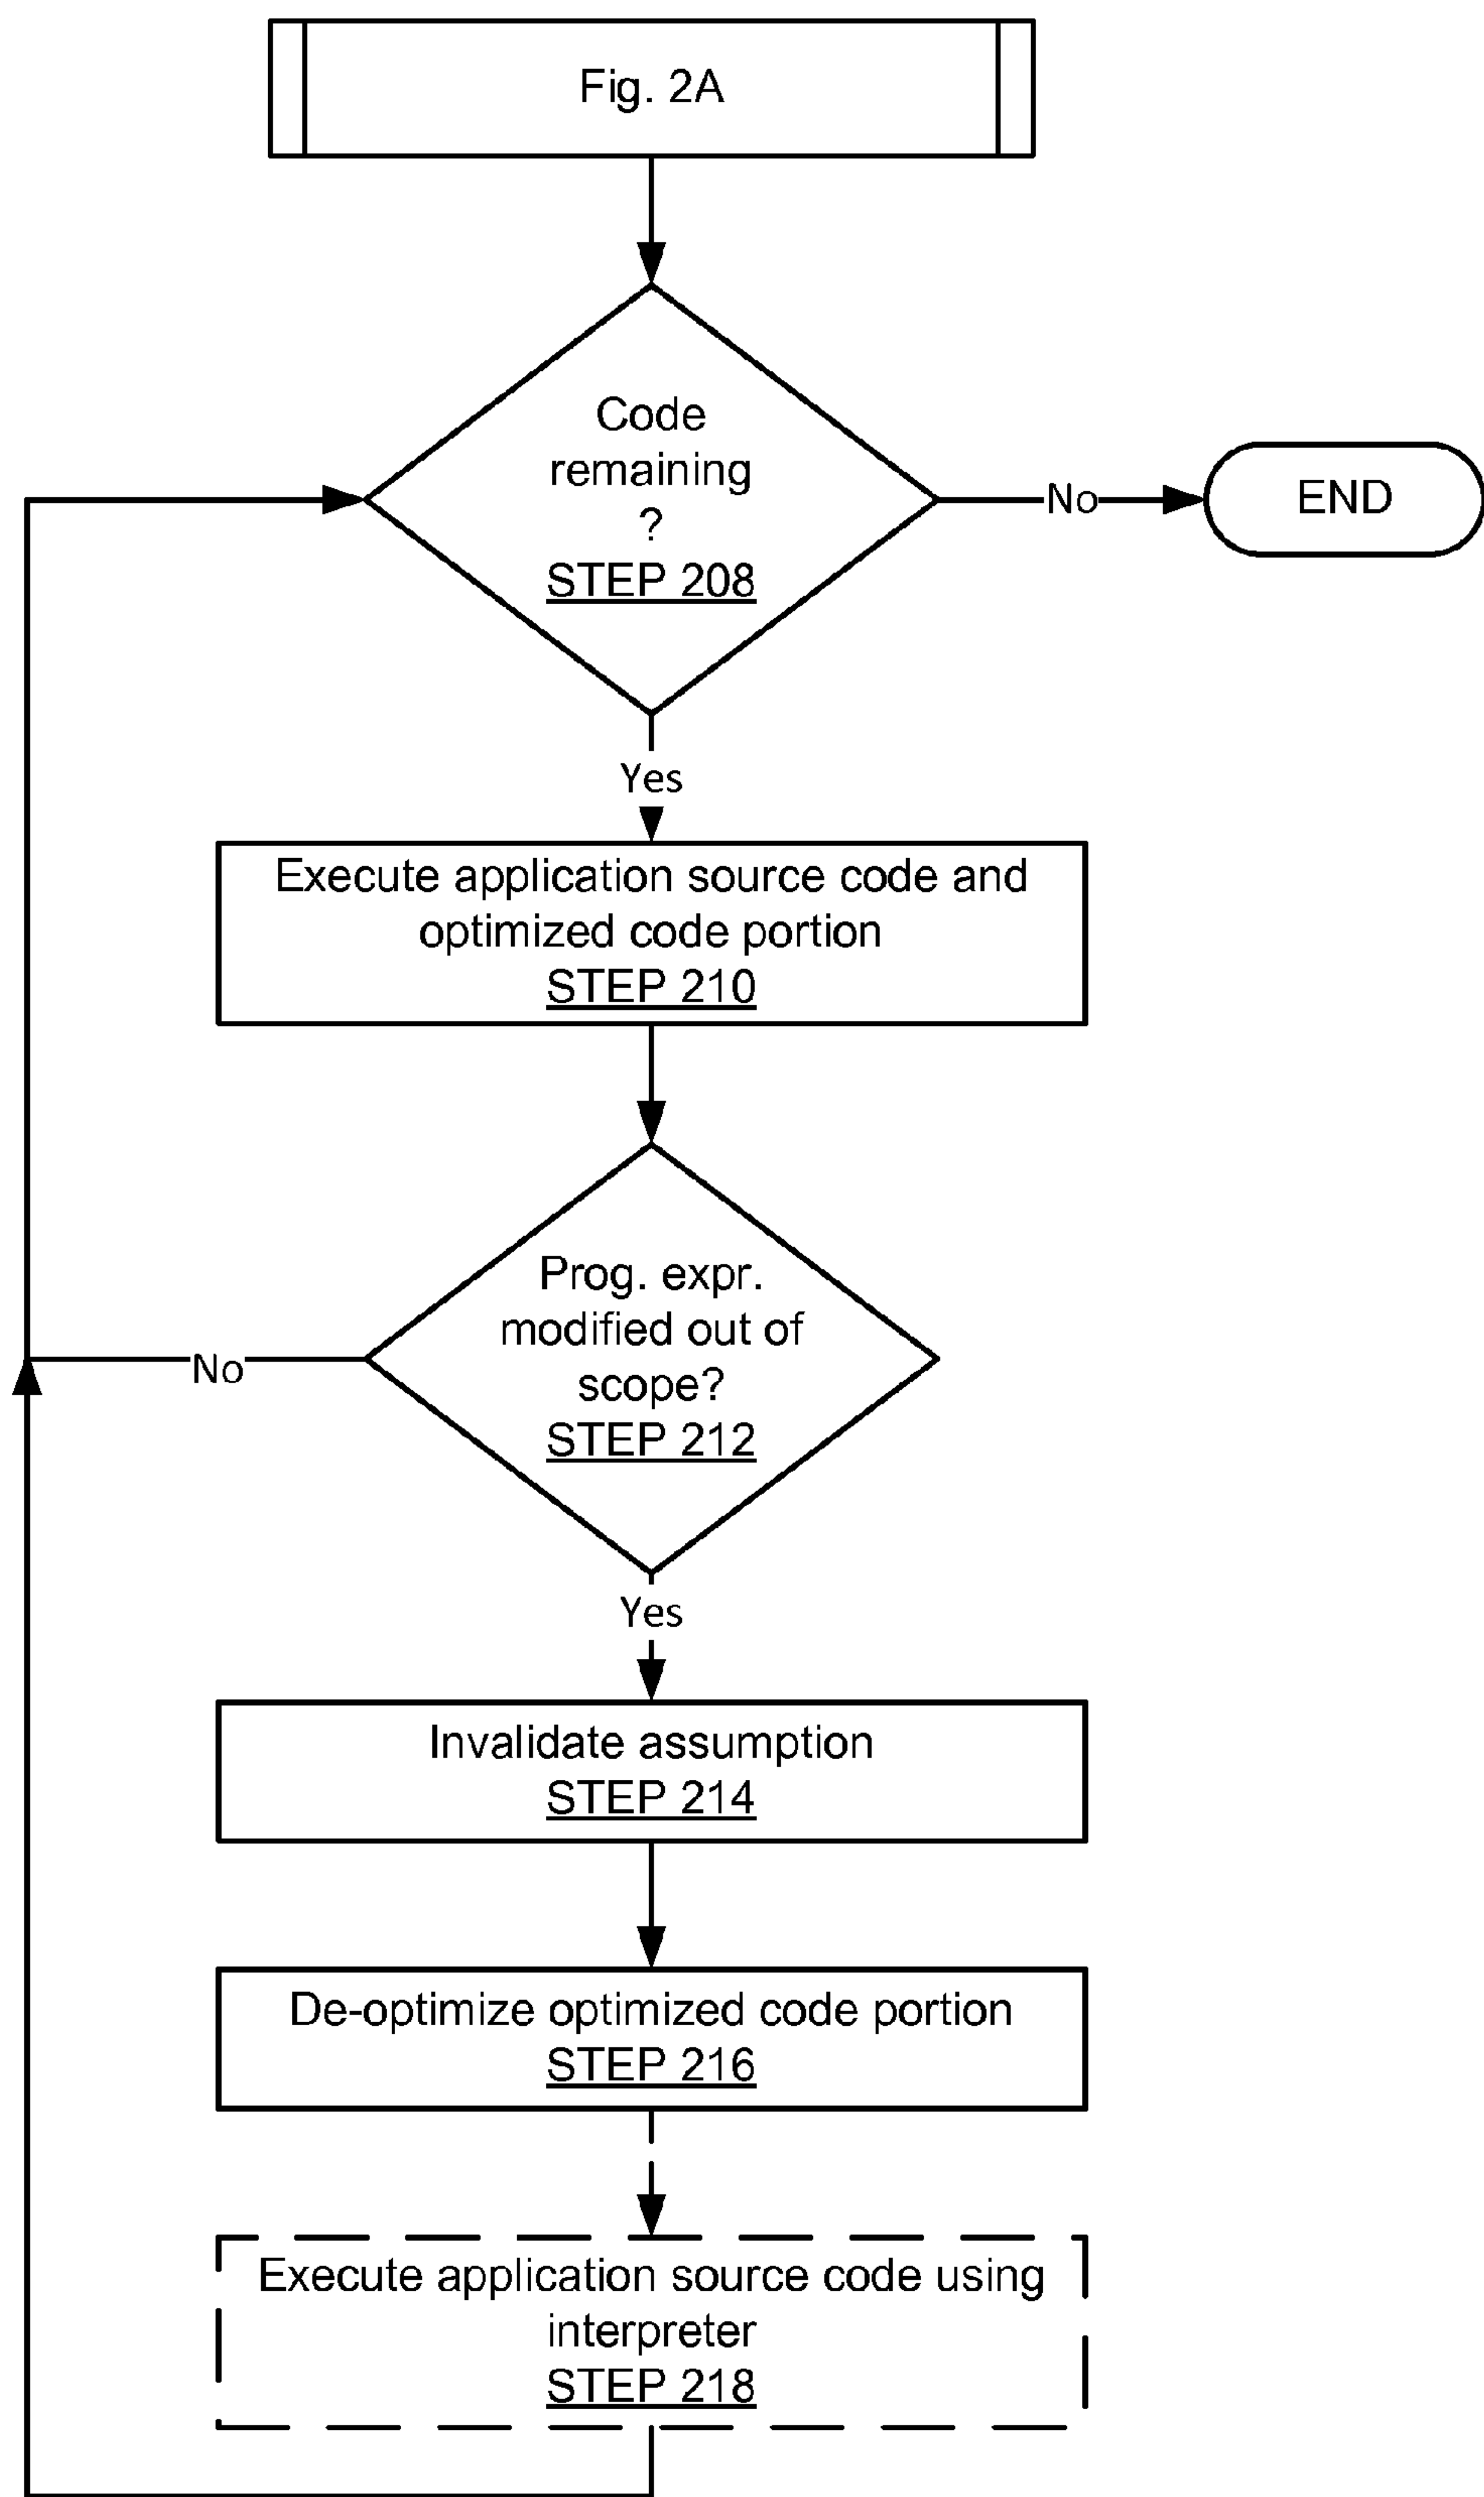 Fig. 2A
Code
remaining
?
STEP 208
No
END
Yes
Execute application source code and
optimized code portion
STEP 210
Prog. expr.
modified out of
scope?
STEP 212
No
Yes
Invalidate assumption
STEP 214
De-optimize optimized code portion
STEP 216
Execute application source code using
interpreter
STEP 218